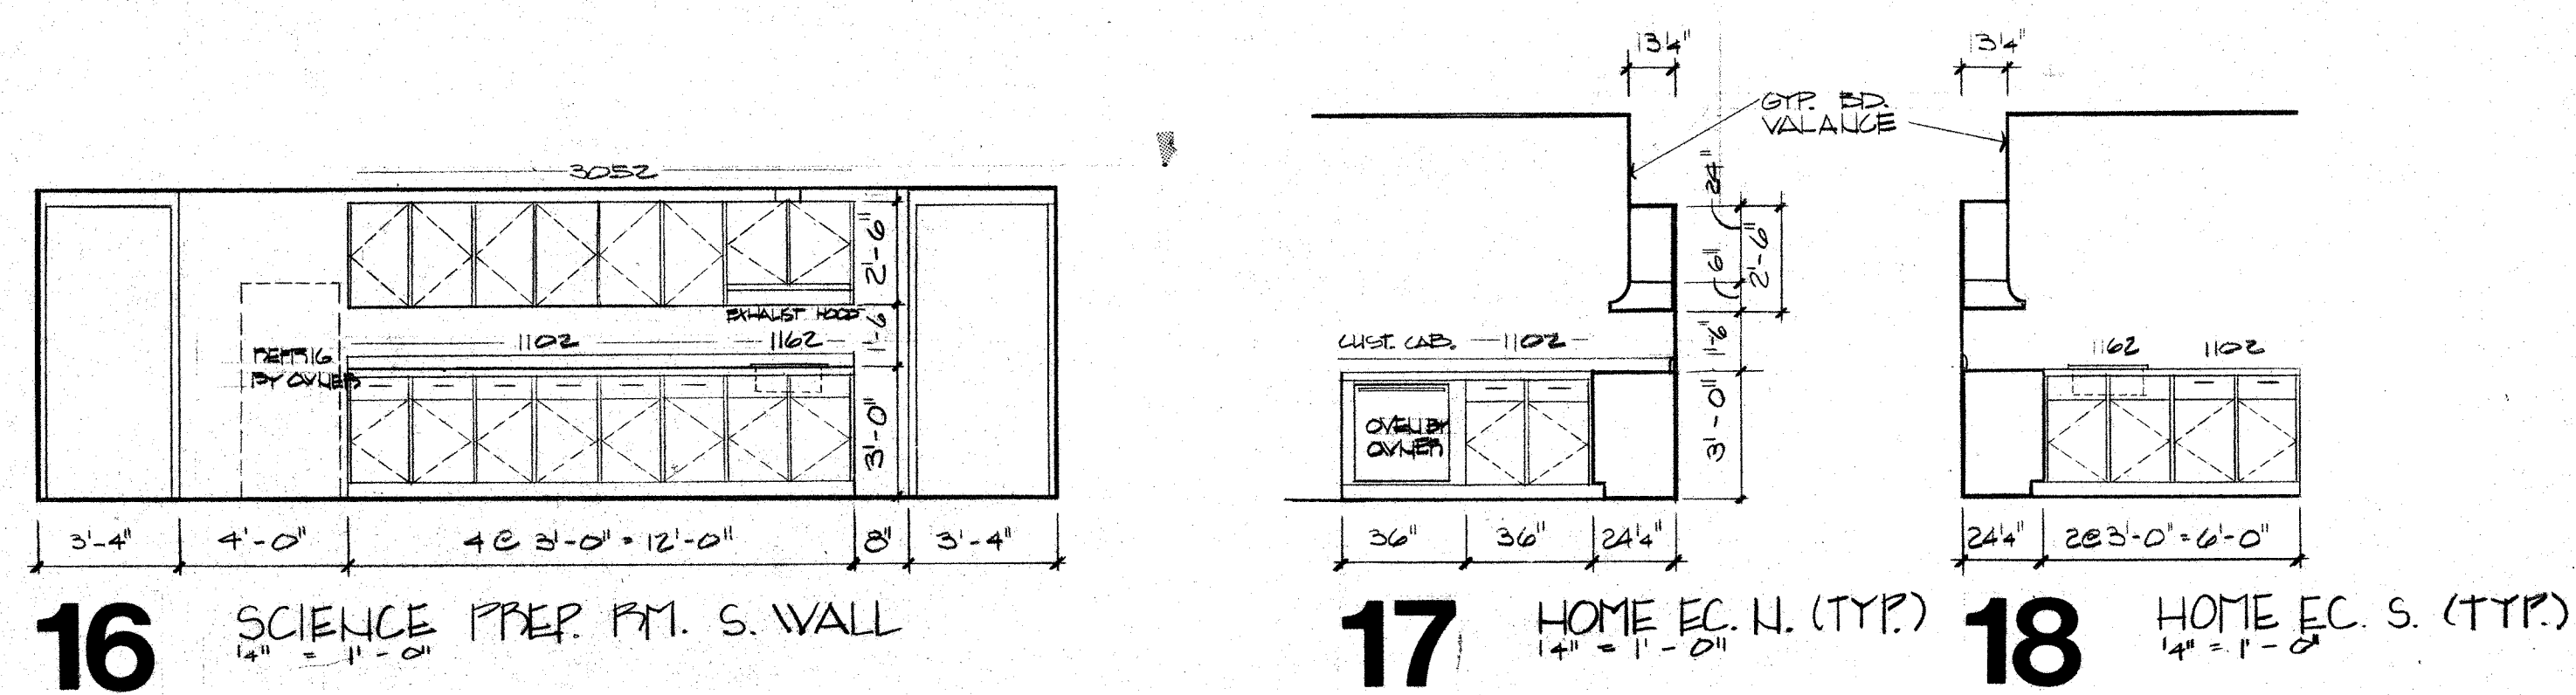 3052
2'-6"
EXHAUST HOOD
1102
1162
1'-6
REFRIG
BY OWNER
3'-0"
3'-4"
4'-0"
4 @ 3'-0" = 12'-0"
8"
3'-4"
16
SCIENCE PREP. RM. S. WALL
1/4" = 1'-0"
13 1/4"
GYP. BD.
VALANCE
24"
6"
2'-6"
1'-6"
CUST. CAB.
1102
OVEN BY
OWNER
3'-0"
36"
36"
24 1/4"
17
HOME EC. N. (TYP.)
1/4" = 1'-0"
13 1/4"
1162
1102
24 1/4"
2@3'-0" = 6'-0"
18
HOME EC. S. (TYP.)
1/4" = 1'-0"